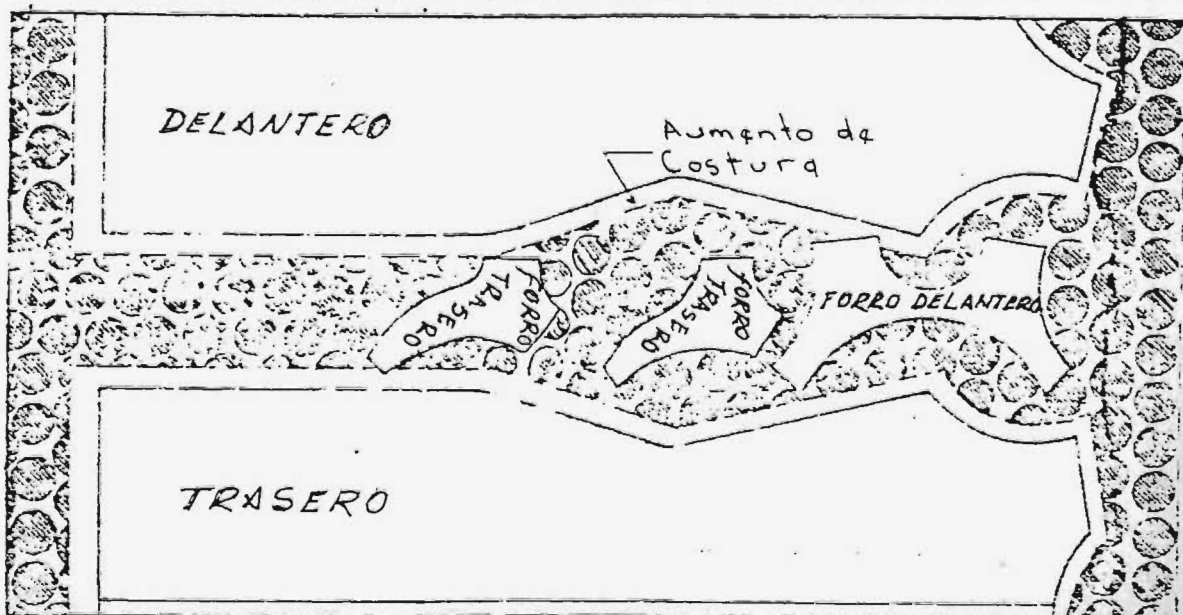 DELANTERO
Aumento de
Costura
FORRO
TRASERO
FORRO
TRASERO
FORRO DELANTERO
TRASERO